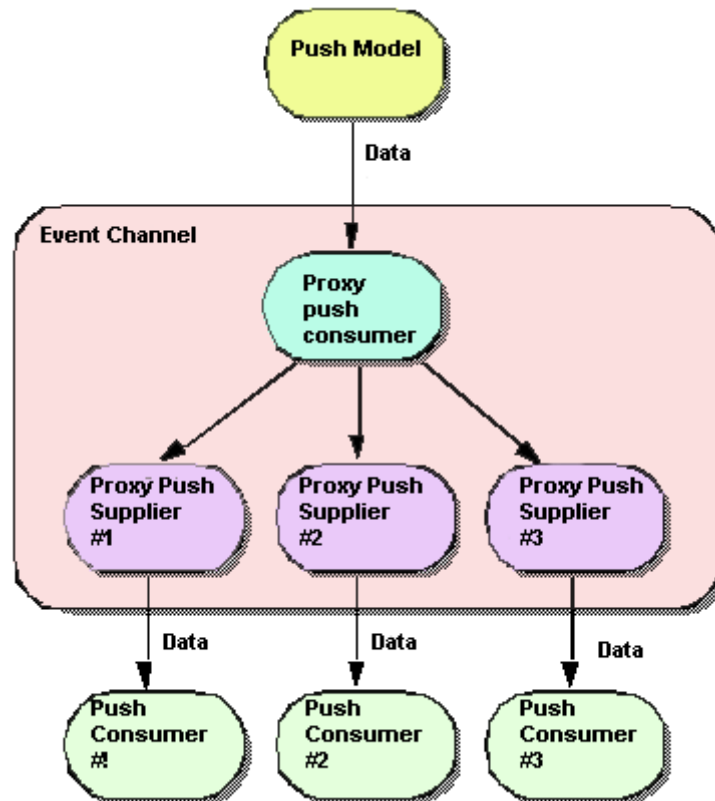 Push Model
Data
Event Channel
Proxy
push
consumer
Proxy Push
Supplier
#1
Proxy Push
Supplier
#2
Proxy Push
Supplier
#3
Data
Data
Data
Push
Consumer
#!
Push
Consumer
#2
Push
Consumer
#3